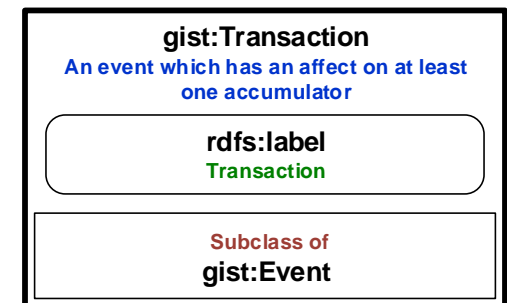 gist:Transaction
An event which has an affect on at least
one accumulator
rdfs:label
Transaction
Subclass of
gist:Event